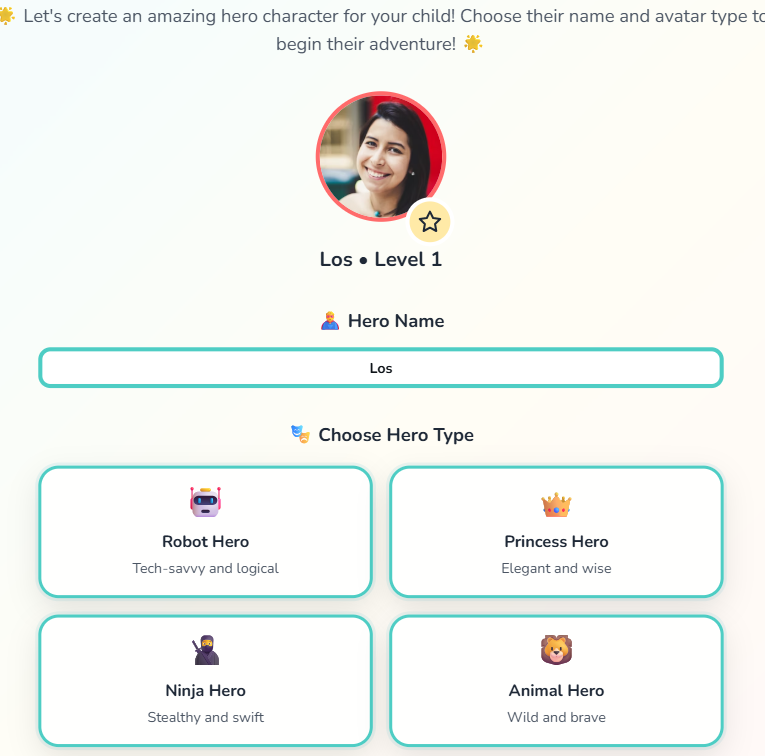 Let's create an amazing hero character for your child! Choose their name and avatar type to
begin their adventure!
Los • Level 1
Hero Name
Los
Choose Hero Type
Robot Hero
Tech-savvy and logical
Princess Hero
Elegant and wise
Ninja Hero
Stealthy and swift
Animal Hero
Wild and brave